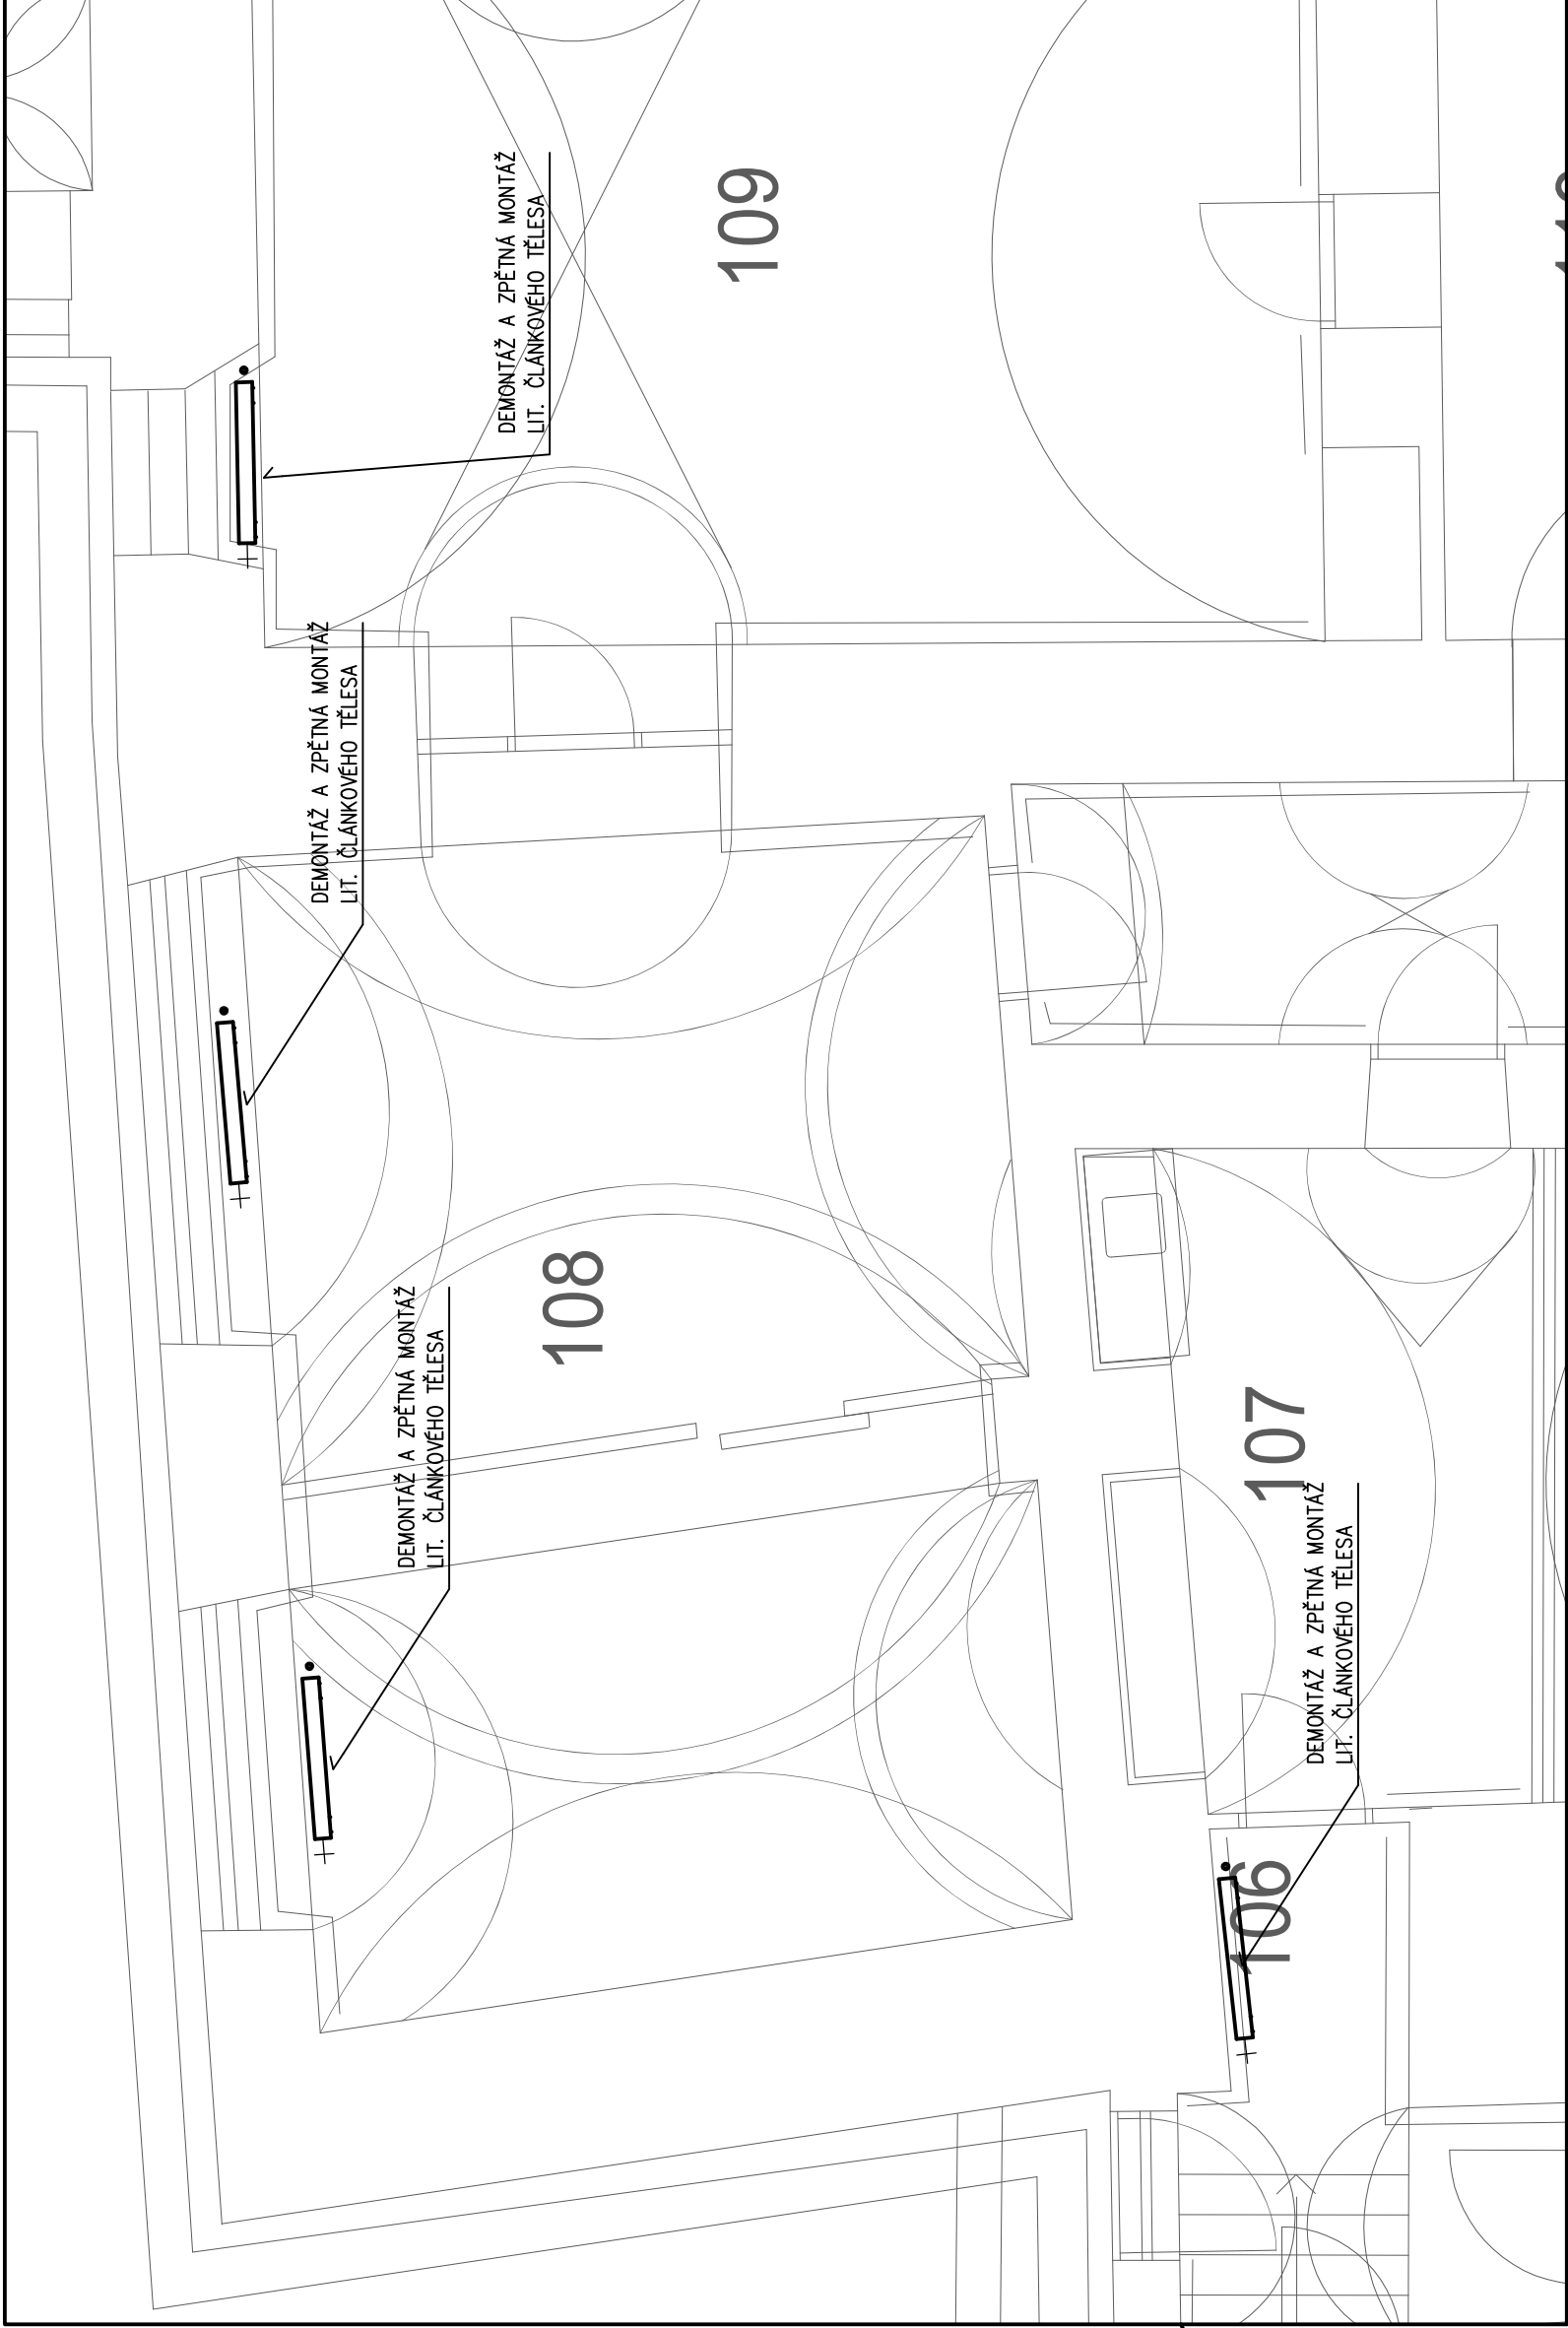 DEMONTÁŽ A ZPĚTNÁ MONTÁŽ
LIT. ČLÁNKOVÉHO TĚLESA
109
DEMONTÁŽ A ZPĚTNÁ MONTÁŽ
LIT. ČLÁNKOVÉHO TĚLESA
DEMONTÁŽ A ZPĚTNÁ MONTÁŽ
LIT. ČLÁNKOVÉHO TĚLESA
108
107
DEMONTÁŽ A ZPĚTNÁ MONTÁŽ
LIT. ČLÁNKOVÉHO TĚLESA
106